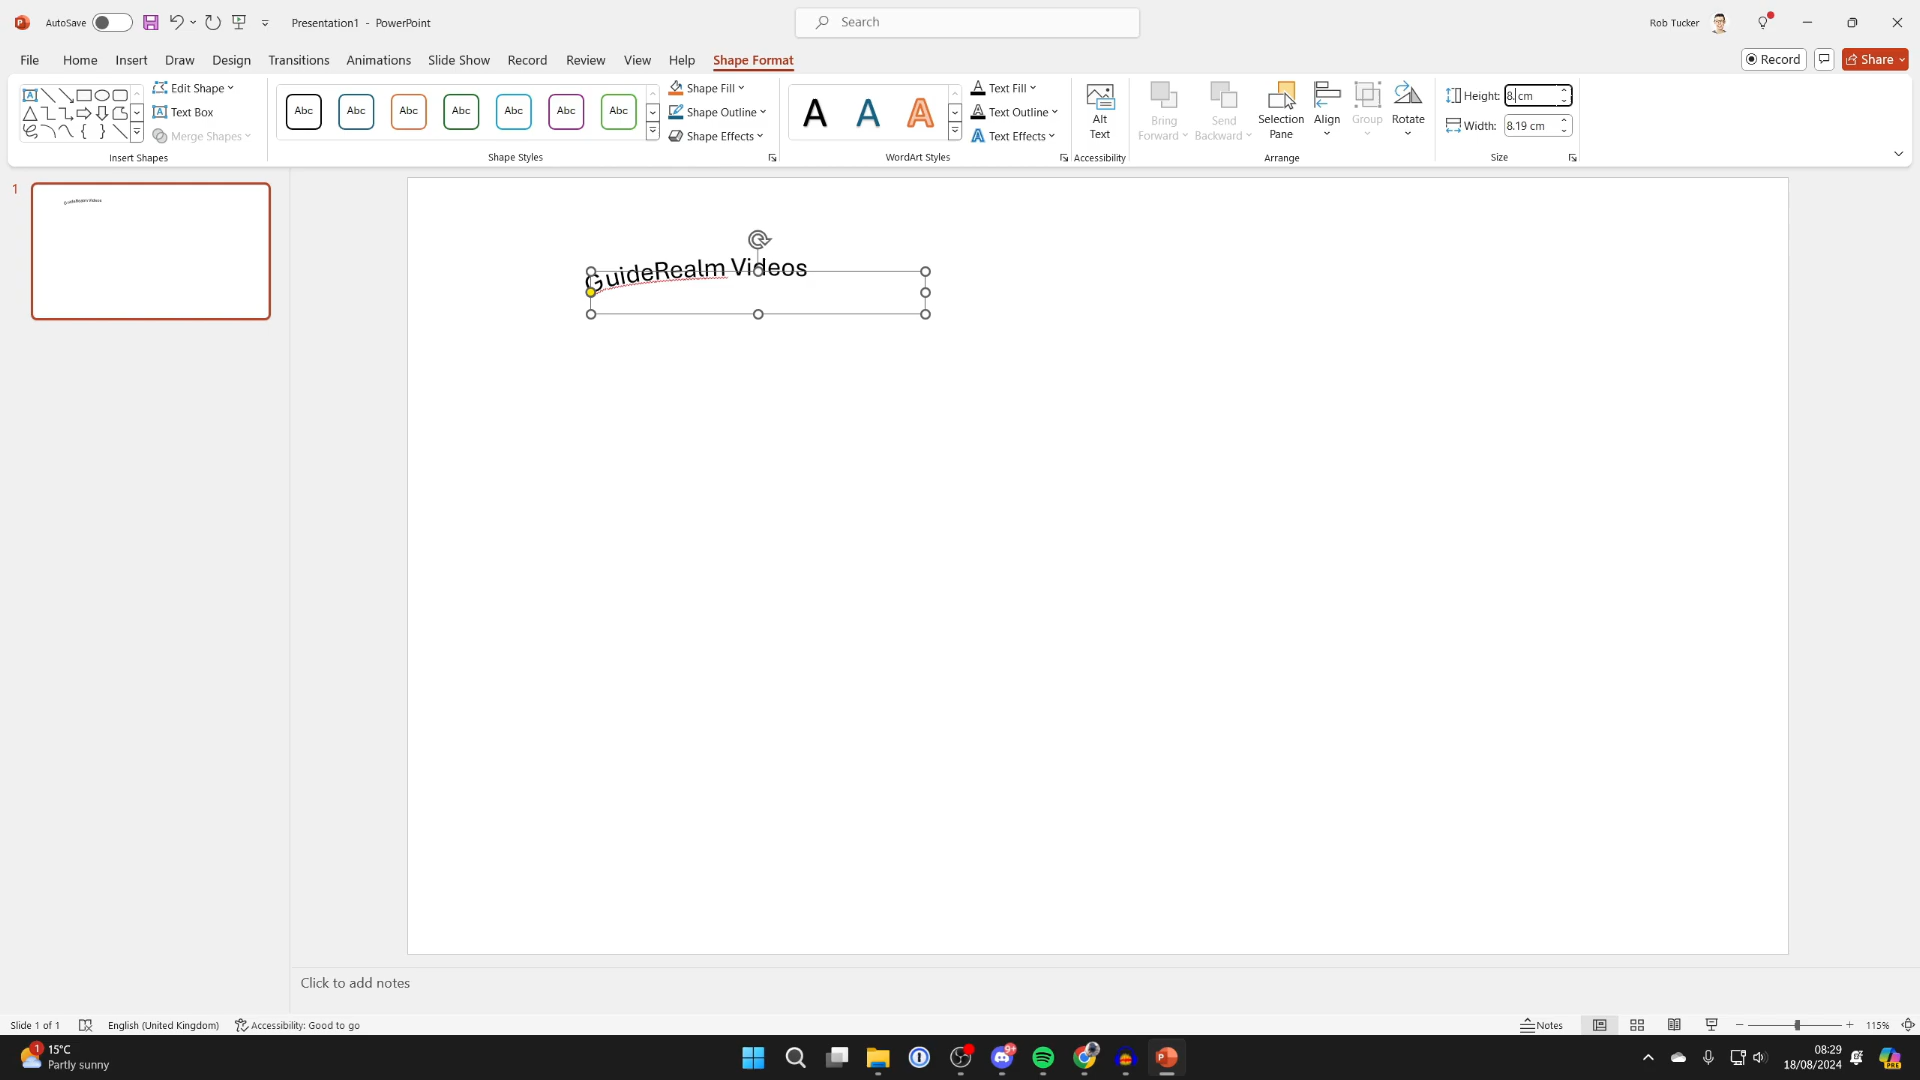 AutoSave
Presentation1 - PowerPoint
Search
Rob Tucker
File Home Insert Draw Design Transitions Animations Slide Show Record Review View Help Shape Format
Record
Share
Edit Shape
Text Box
Merge Shapes
Insert Shapes
Abc Abc Abc Abc Abc Abc Abc
Shape Fill
Shape Outline
Shape Effects
Shape Styles
A A A
Text Fill
Text Outline
Text Effects
WordArt Styles
Alt Text
Accessibility
Bring Forward
Send Backward
Selection Pane
Align
Group
Rotate
Arrange
Height: 8. cm
Width: 8.19 cm
Size
1
GuideRealm Videos
GuideRealm Videos
Click to add notes
Slide 1 of 1
English (United Kingdom)
Accessibility: Good to go
Notes
115%
1
15°C
Partly sunny
9+
PRE
08:29
18/08/2024